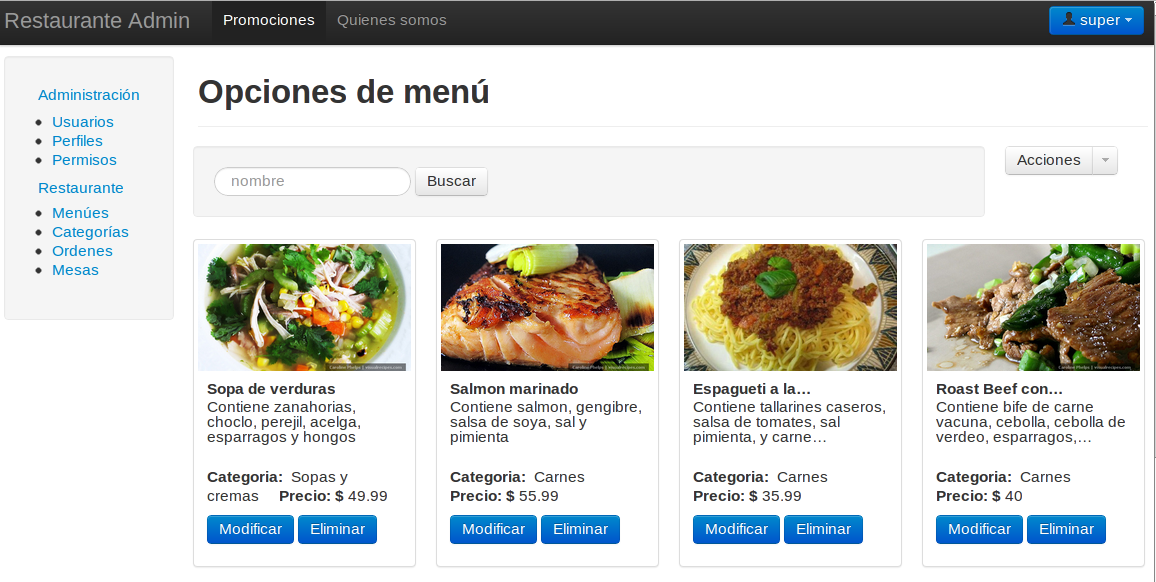 Restaurante Admin
Promociones
Quienes somos
super
Administración
Usuarios
Perfiles
Permisos
Restaurante
Menúes
Categorías
Ordenes
Mesas
Opciones de menú
nombre
Buscar
Acciones
Sopa de verduras
Contiene zanahorias,
choclo, perejil, acelga,
esparragos y hongos
Categoria: Sopas y
cremas Precio: $ 49.99
Modificar
Eliminar
Salmon marinado
Contiene salmon, gengibre,
salsa de soya, sal y
pimienta
Categoria: Carnes
Precio: $ 55.99
Modificar
Eliminar
Espagueti a la…
Contiene tallarines caseros,
salsa de tomates, sal
pimienta, y carne…
Categoria: Carnes
Precio: $ 35.99
Modificar
Eliminar
Roast Beef con…
Contiene bife de carne
vacuna, cebolla, cebolla de
verdeo, esparragos,…
Categoria: Carnes
Precio: $ 40
Modificar
Eliminar